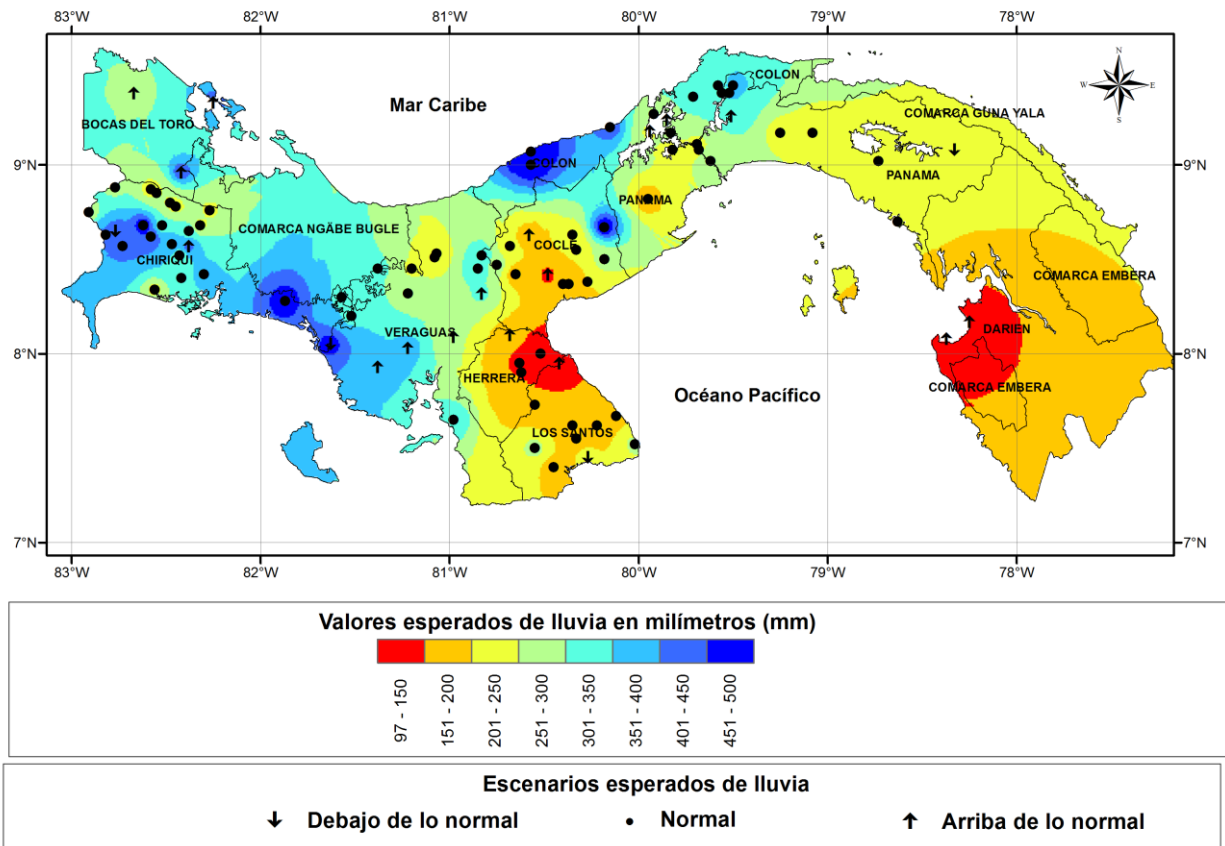 83°W 82°W 81°W 80°W 79°W 78°W
N
W E
S
Mar Caribe
COLON
BOCAS DEL TORO
COMARCA GUNA YALA
9°N 9°N
COLON
PANAMA
PANAMA
COMARCA NGÄBE BUGLE
COCLE
CHIRIQUI
COMARCA EMBERA
VERAGUAS
DARIEN
8°N 8°N
HERRERA
COMARCA EMBERA
Océano Pacífico
LOS SANTOS
7°N 7°N
83°W 82°W 81°W 80°W 79°W 78°W
Valores esperados de lluvia en milímetros (mm)
97 - 150
151 - 200
201 - 250
251 - 300
301 - 350
351 - 400
401 - 450
451 - 500
Escenarios esperados de lluvia
Debajo de lo normal
Normal
Arriba de lo normal